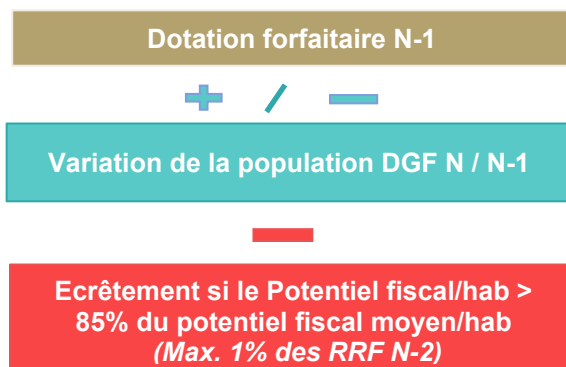 Dotation forfaitaire N-1
+ / -
Variation de la population DGF N / N-1
-
Ecrêtement si le Potentiel fiscal/hab >
85% du potentiel fiscal moyen/hab
(Max. 1% des RRF N-2)